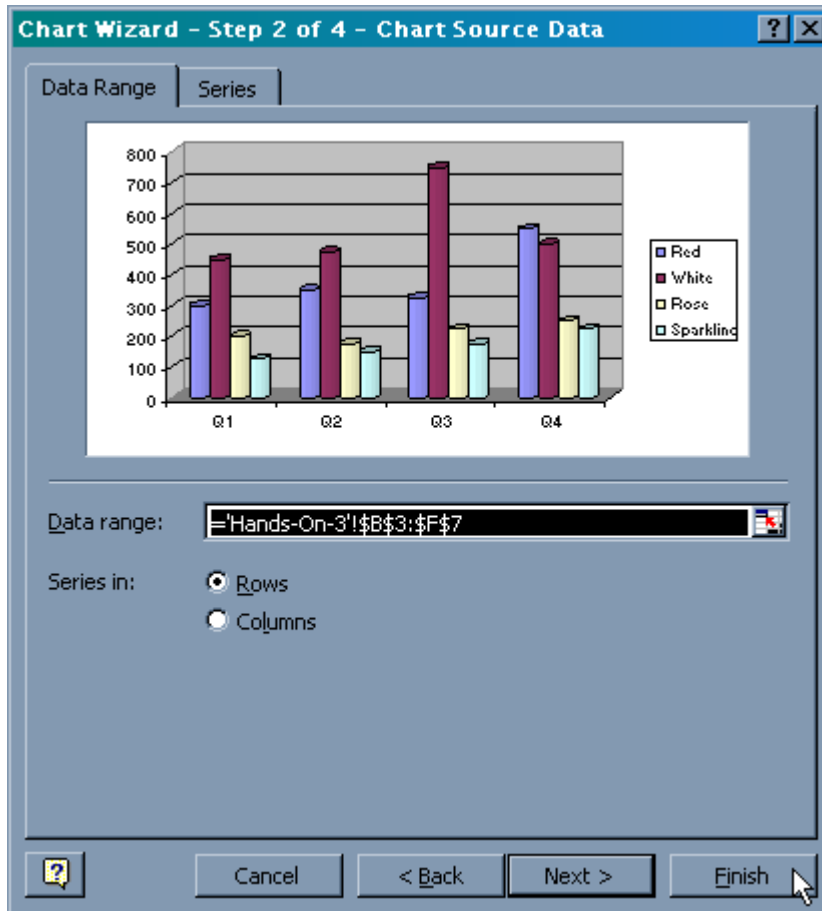 Chart Wizard - Step 2 of 4 - Chart Source Data
Data Range Series
800
700
600
500
400
300
200
100
0
Q1 Q2 Q3 Q4
Red
White
Rose
Sparkling
Data range: ='Hands-On-3'!$B$3:$F$7
Series in: Rows
Columns
Cancel < Back Next > Finish